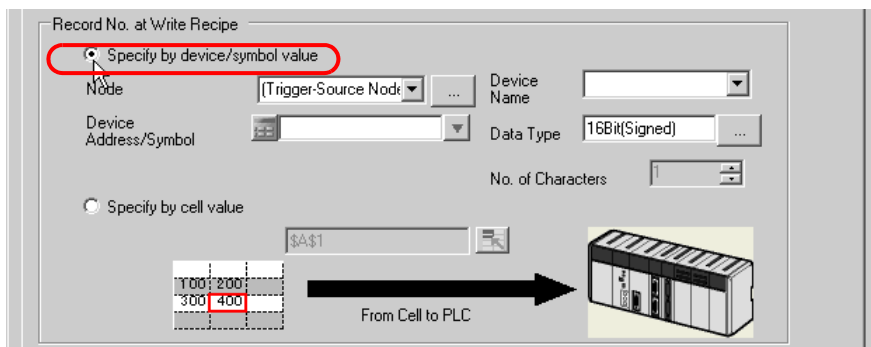 Record No. at Write Recipe
Specify by device/symbol value
Node
(Trigger-Source Node
...
Device
Name
Device
Address/Symbol
Data Type
16Bit(Signed)
...
No. of Characters
1
Specify by cell value
$A$1
100 200
300 400
From Cell to PLC